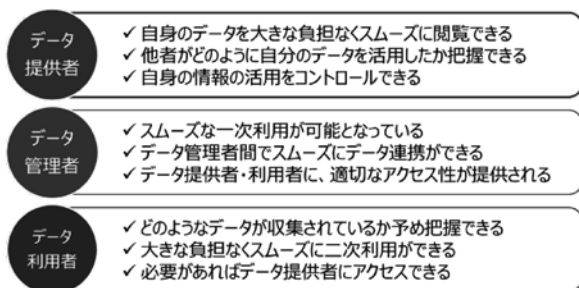 データ
提供者
✓ 自身のデータを大きな負担なくスムーズに閲覧できる
✓ 他者がどのように自分のデータを活用したか把握できる
✓ 自身の情報の活用をコントロールできる
データ
管理者
✓ スムーズな一次利用が可能となっている
✓ データ管理者間でスムーズにデータ連携ができる
✓ データ提供者・利用者に、適切なアクセス性が提供される
データ
利用者
✓ どのようなデータが収集されているか予め把握できる
✓ 大きな負担なくスムーズに二次利用ができる
✓ 必要があればデータ提供者にアクセスできる